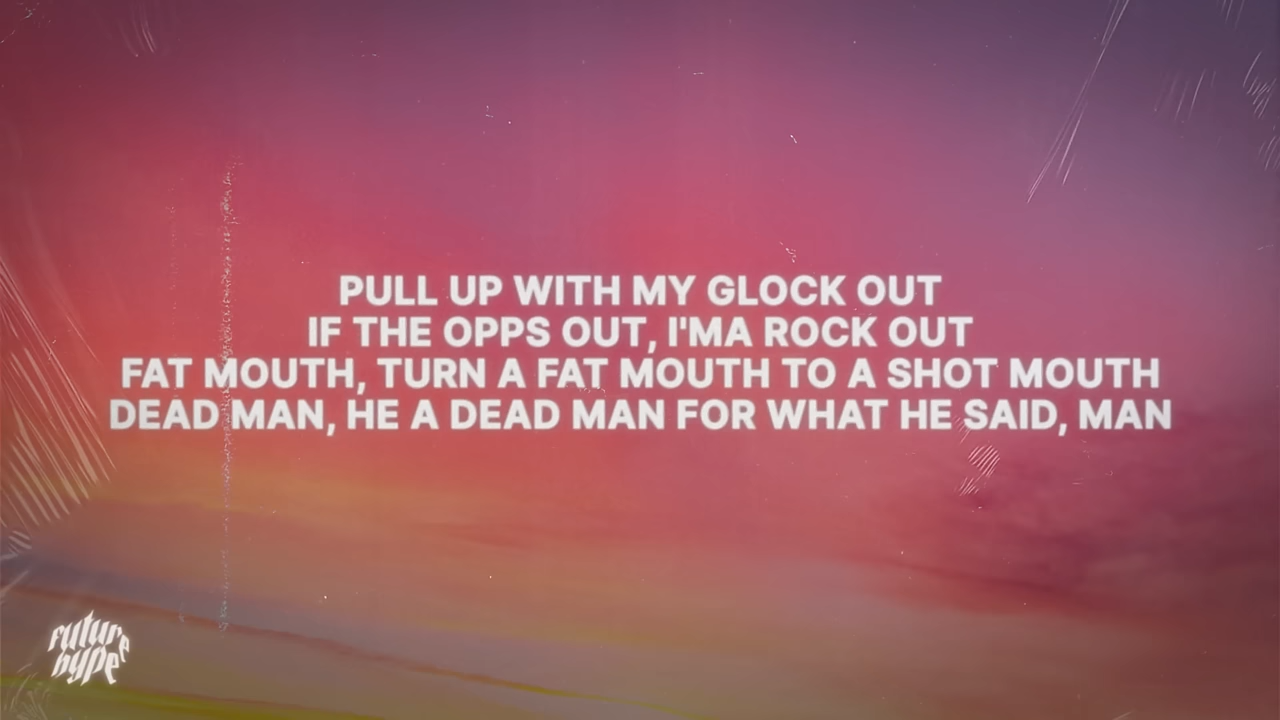 PULL UP WITH MY GLOCK OUT
IF THE OPPS OUT, I'MA ROCK OUT
FAT MOUTH, TURN A FAT MOUTH TO A SHOT MOUTH
DEAD MAN, HE A DEAD MAN FOR WHAT HE SAID, MAN
future
hype